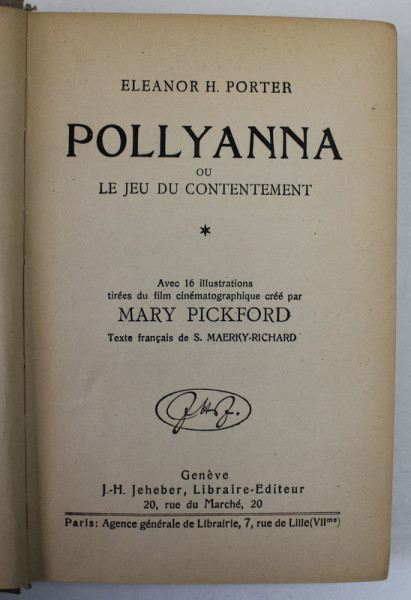 ELEANOR H. PORTER
POLLYANNA
OU
LE JEU DU CONTENTEMENT
*
Avec 16 illustrations
tirées du film cinématographique créé par
MARY PICKFORD
Texte français de S. MAERKY-RICHARD
JHJ.
Genève
J.-H. Jeheber, Libraire-Editeur
20, rue du Marché, 20
Paris: Agence générale de Librairie, 7, rue de Lille (VIIme)